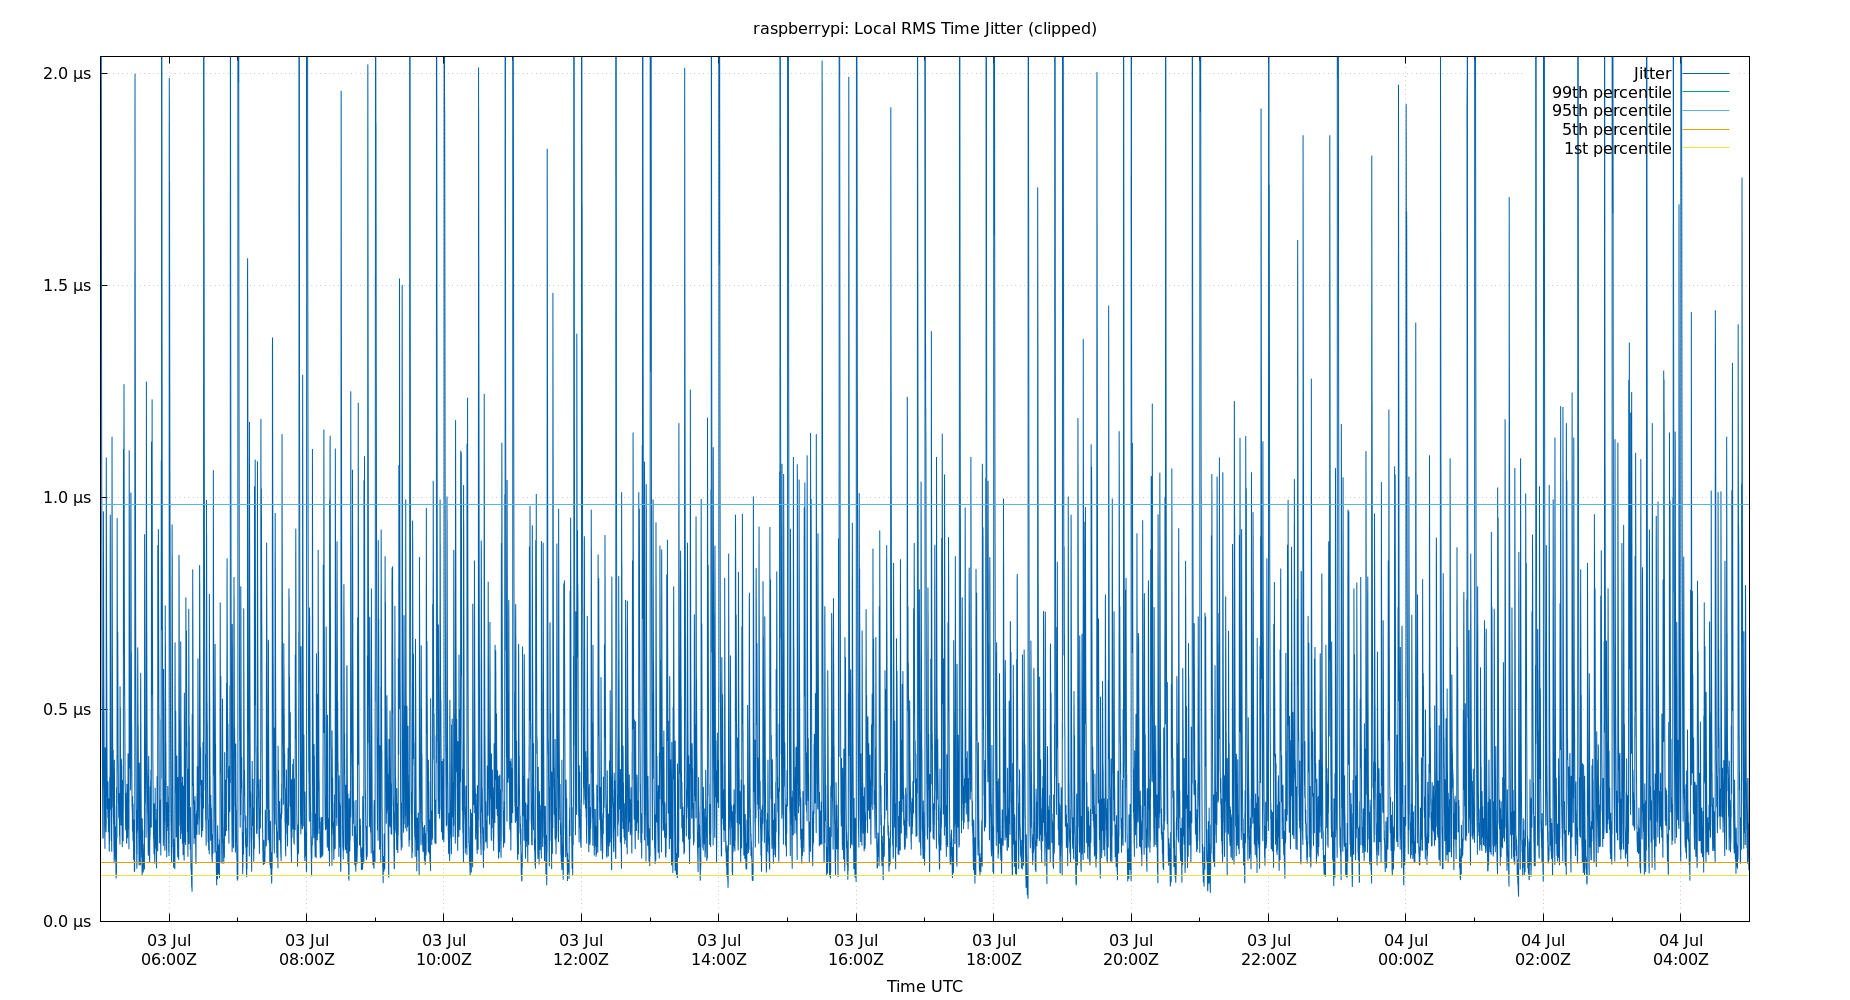 raspberrypi: Local RMS Time Jitter (clipped)
2.0 µs
1.5 µs
1.0 µs
0.5 µs
0.0 µs
Jitter
99th percentile
95th percentile
5th percentile
1st percentile
03 Jul 03 Jul 03 Jul 03 Jul 03 Jul 03 Jul 03 Jul 03 Jul 03 Jul 04 Jul 04 Jul 04 Jul
06:00Z 08:00Z 10:00Z 12:00Z 14:00Z 16:00Z 18:00Z 20:00Z 22:00Z 00:00Z 02:00Z 04:00Z
Time UTC